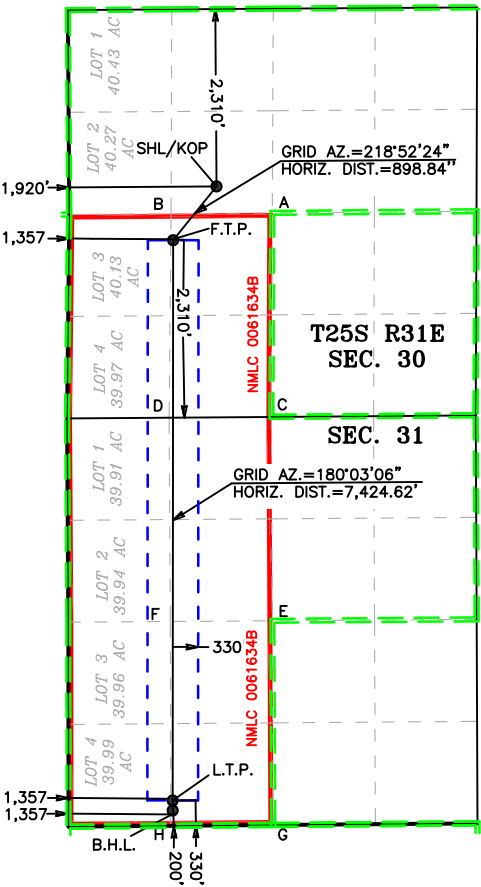 LOT 1
40.43 AC
2,310'
LOT 2
40.27
AC
SHL/KOP
GRID AZ.=218°52'24"
HORIZ. DIST.=898.84"
1,920'
B
A
1,357
F.T.P.
LOT 3
40.13
AC
2,310'
NMLC 0061634B
T25S R31E
SEC. 30
LOT 4
39.97 AC
D
C
SEC. 31
LOT 1
39.91 AC
GRID AZ.=180°03'06"
HORIZ. DIST.=7,424.62'
LOT 2
39.94 AC
F
E
330
LOT 3
39.96 AC
NMLC 0061634B
LOT 4
39.99
AC
L.T.P.
1,357
1,357
B.H.L.
H
G
200'
330'